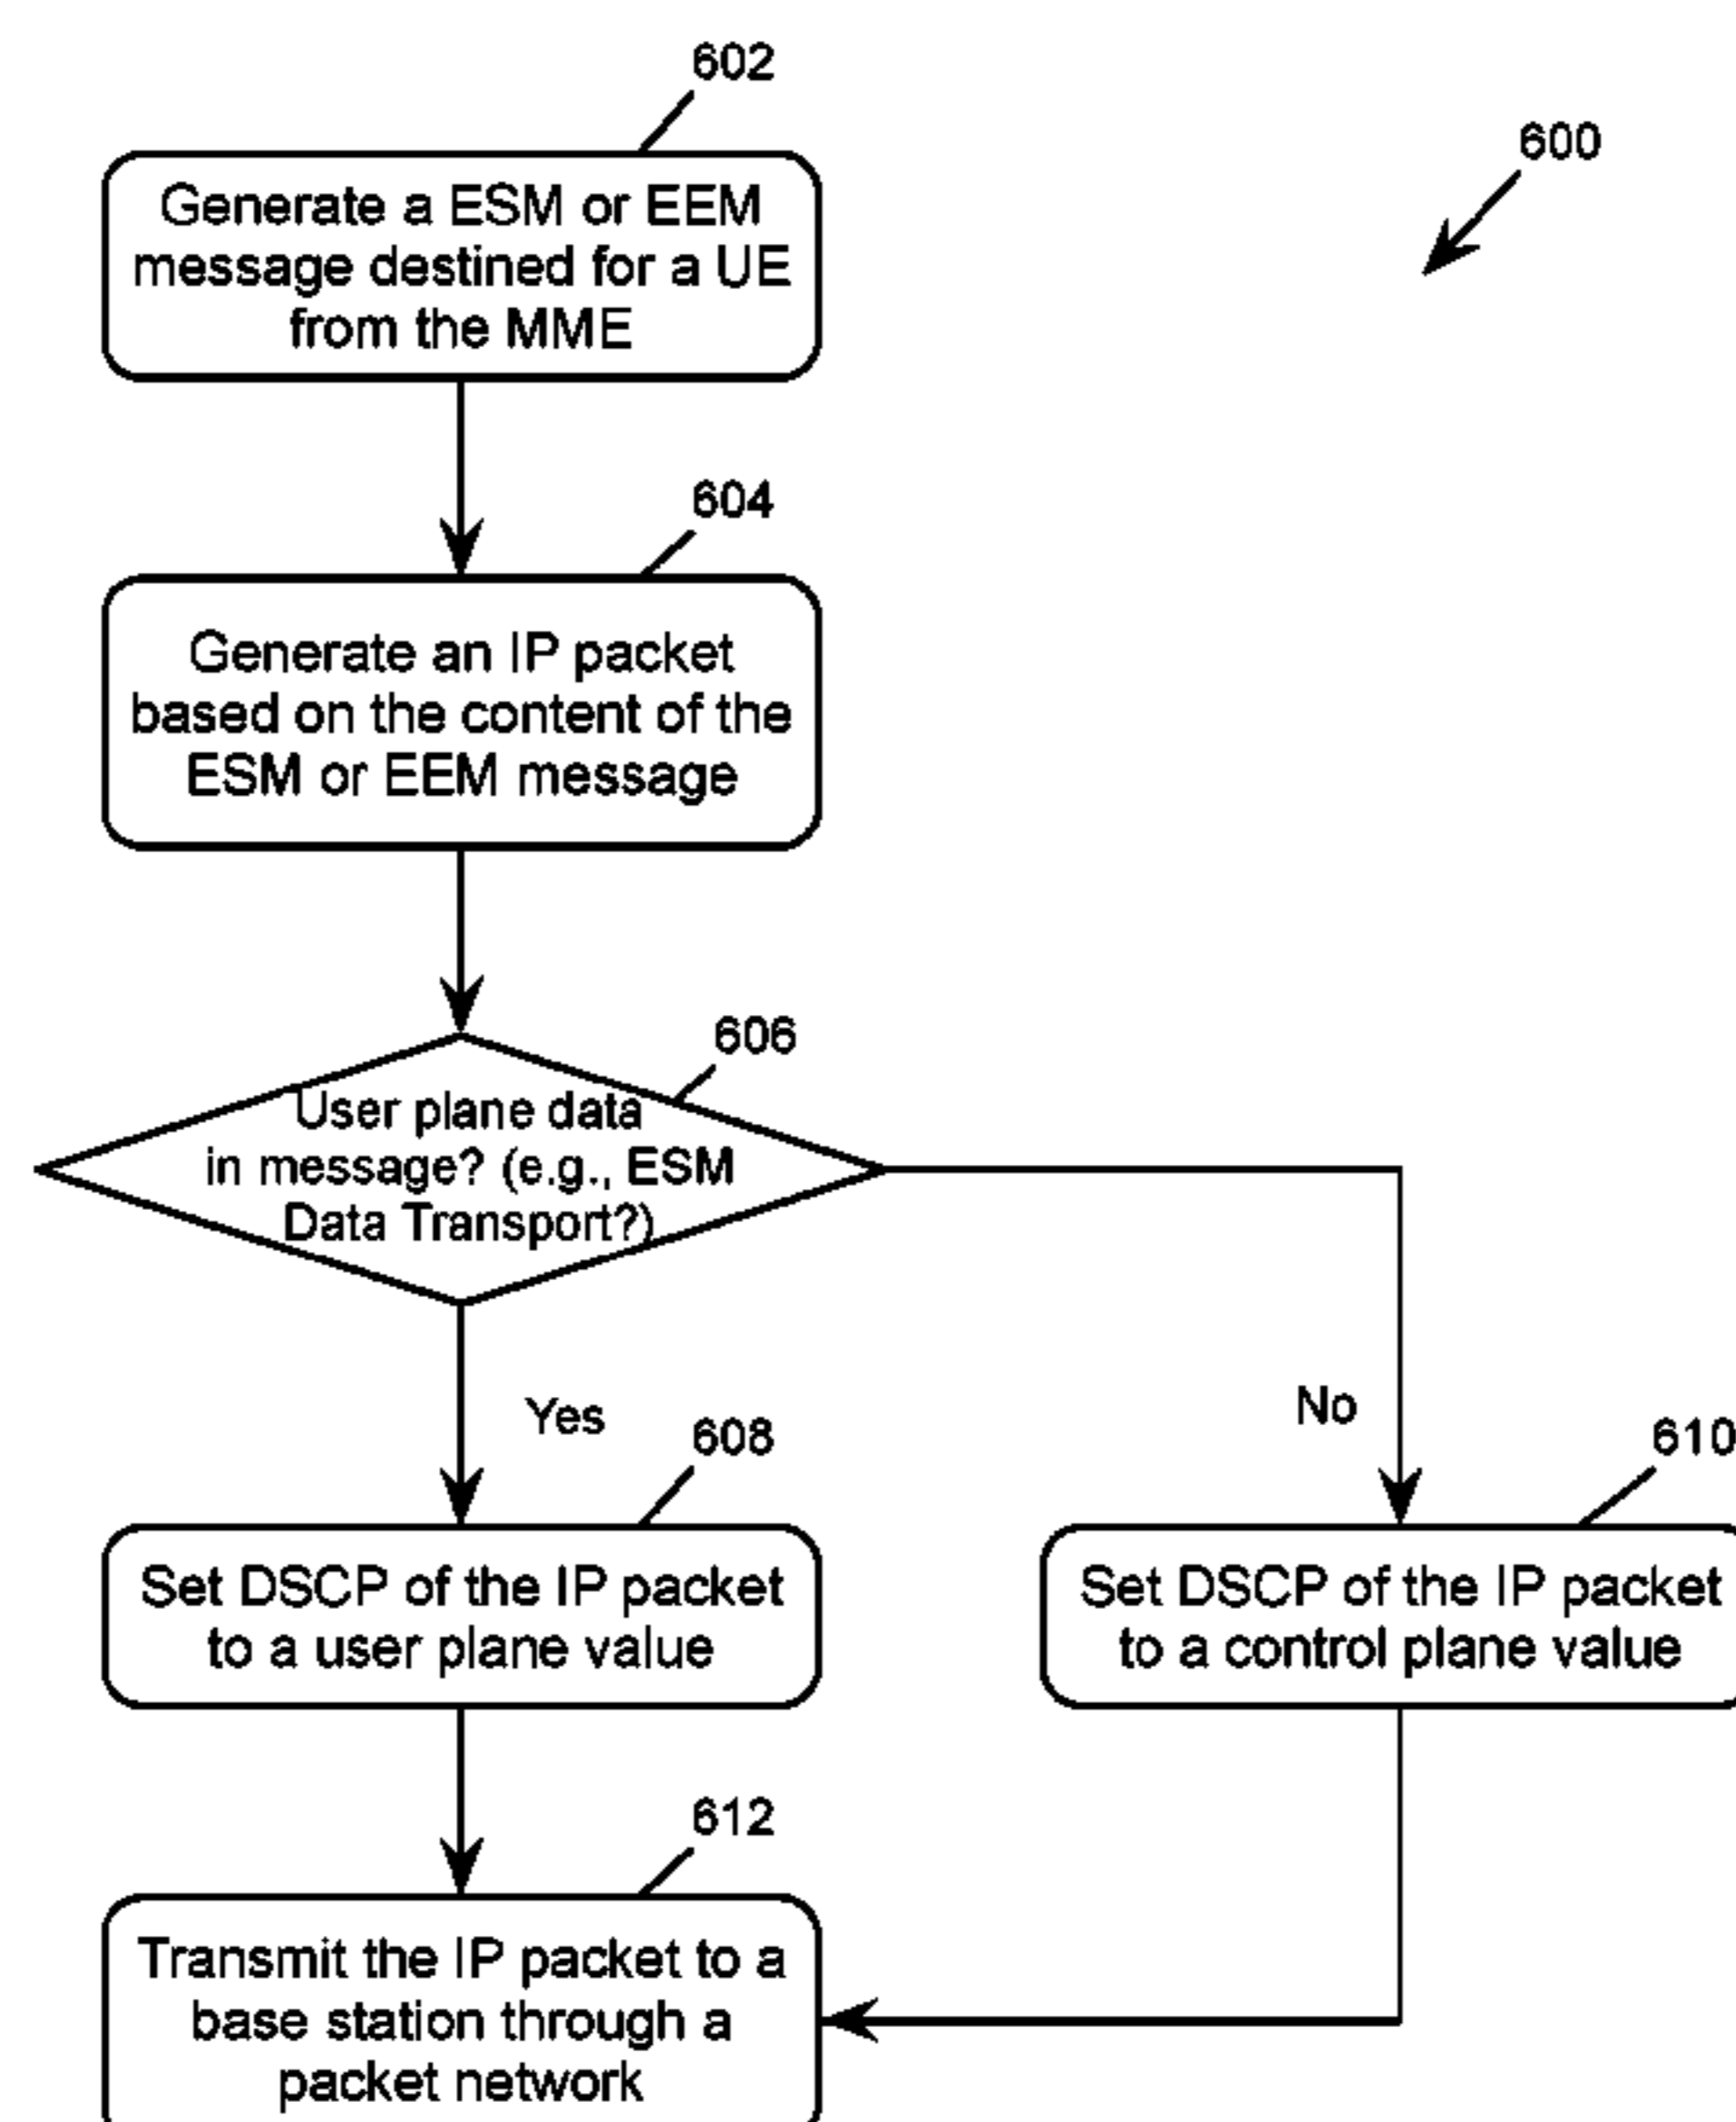 602
600
Generate a ESM or EEM
message destined for a UE
from the MME
604
Generate an IP packet
based on the content of the
ESM or EEM message
606
User plane data
in message? (e.g., ESM
Data Transport?)
Yes
No
608
610
Set DSCP of the IP packet
to a user plane value
Set DSCP of the IP packet
to a control plane value
612
Transmit the IP packet to a
base station through a
packet network